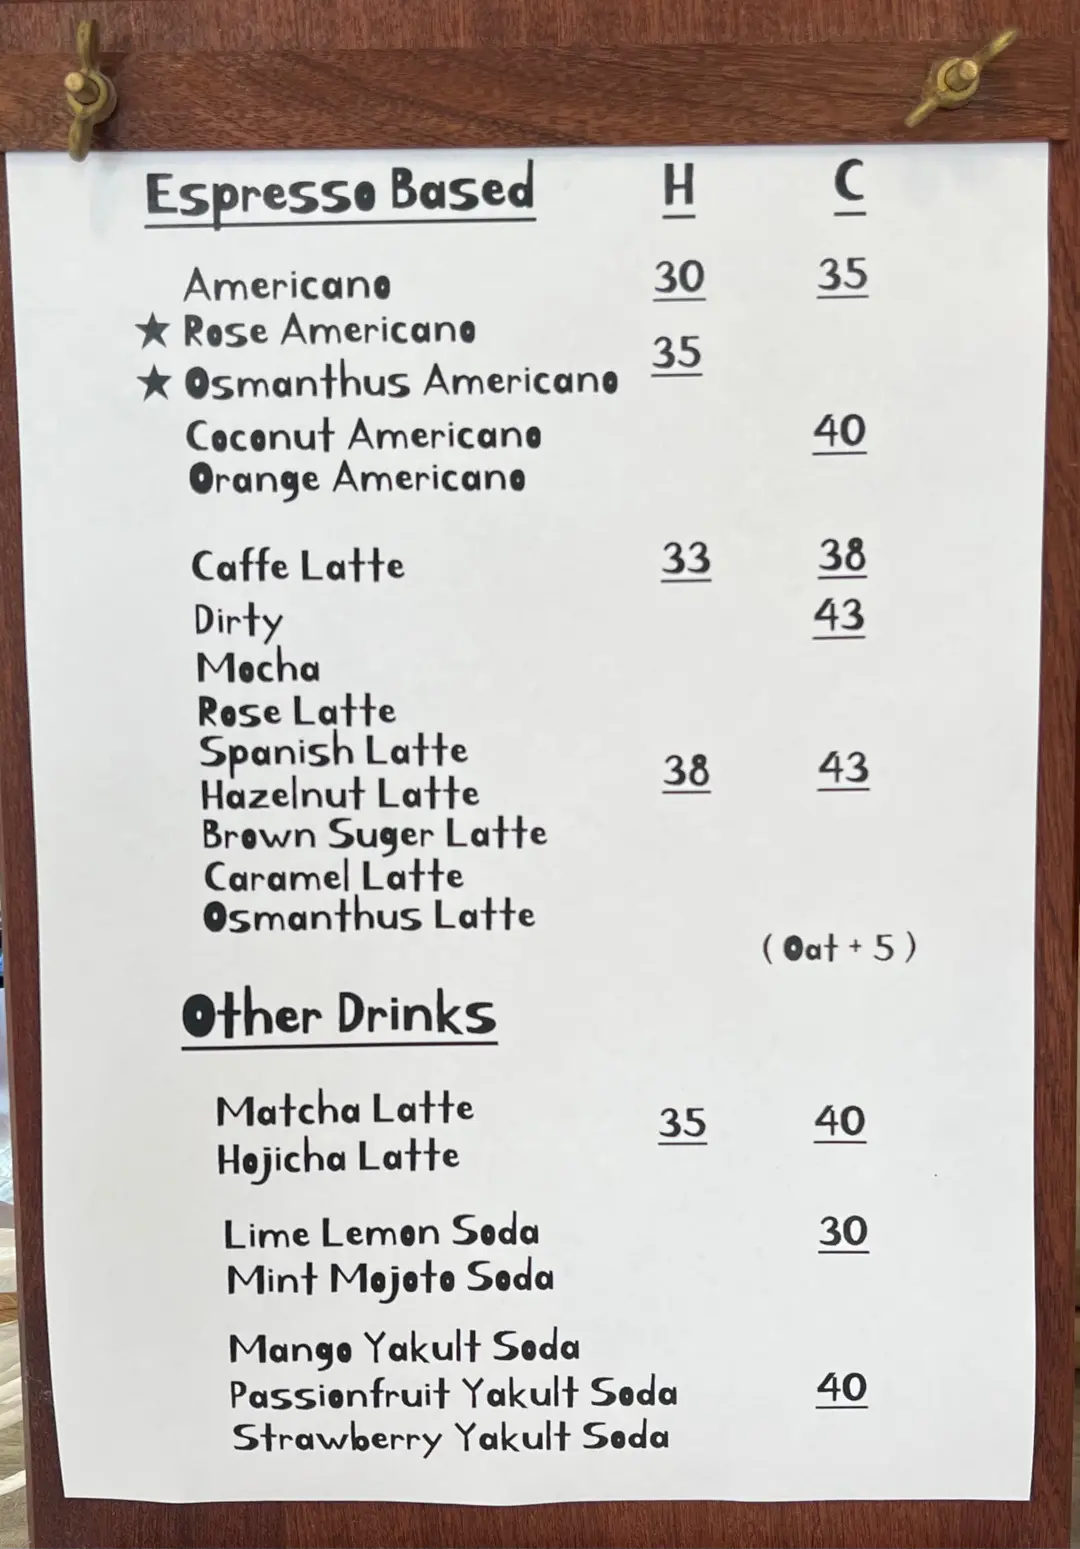 Espresso Based H C
Americano 30 35
★ Rose Americano
35
★ Osmanthus Americano
Coconut Americano 40
Orange Americano
Caffe Latte 33 38
Dirty 43
Mocha
Rose Latte
Spanish Latte
38 43
Hazelnut Latte
Brown Suger Latte
Caramel Latte
Osmanthus Latte
(Oat + 5)
Other Drinks
Matcha Latte 35 40
Hojicha Latte
Lime Lemon Soda 30
Mint Mojoto Soda
Mango Yakult Soda
Passionfruit Yakult Soda 40
Strawberry Yakult Soda